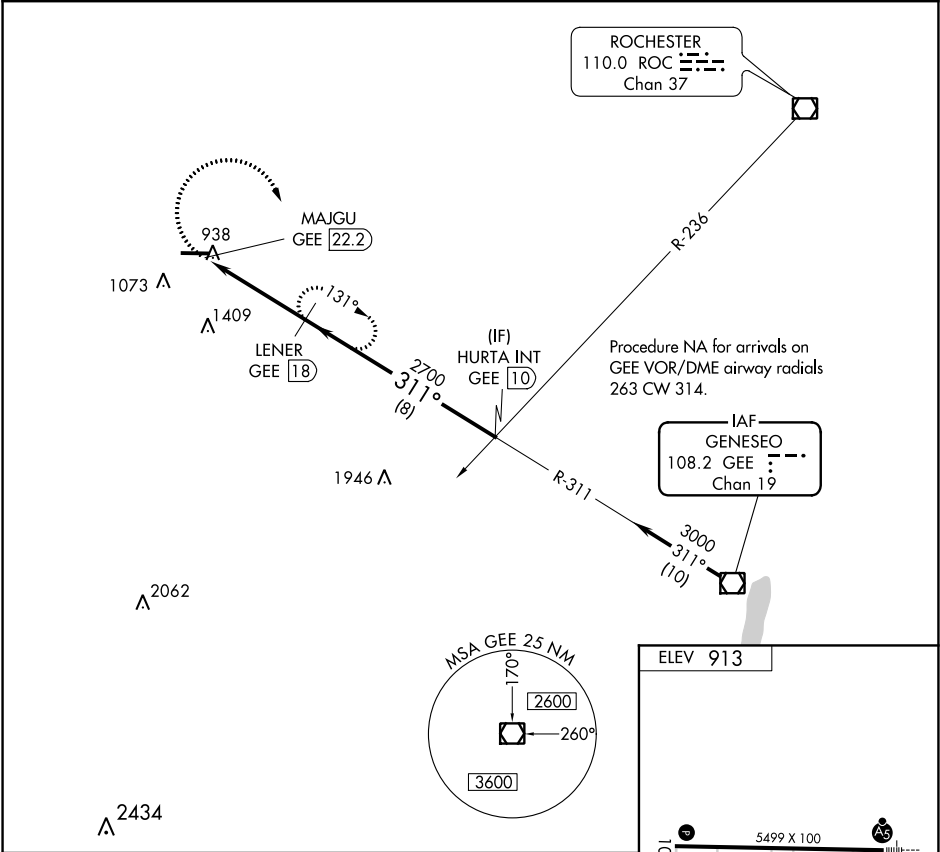 ROCHESTER
110.0 ROC
Chan 37
R-236
MAJGU
GEE 22.2
938
1073
1409
131°
LENER
GEE 18
(IF)
HURTA INT
GEE 10
2700
311°
(8)
Procedure NA for arrivals on
GEE VOR/DME airway radials
263 CW 314.
IAF
GENESEO
108.2 GEE
Chan 19
1946
R-311
3000
311°
(10)
2062
MSA GEE 25 NM
170°
2600
260°
3600
ELEV 913
2434
P
5499 X 100
A5
10